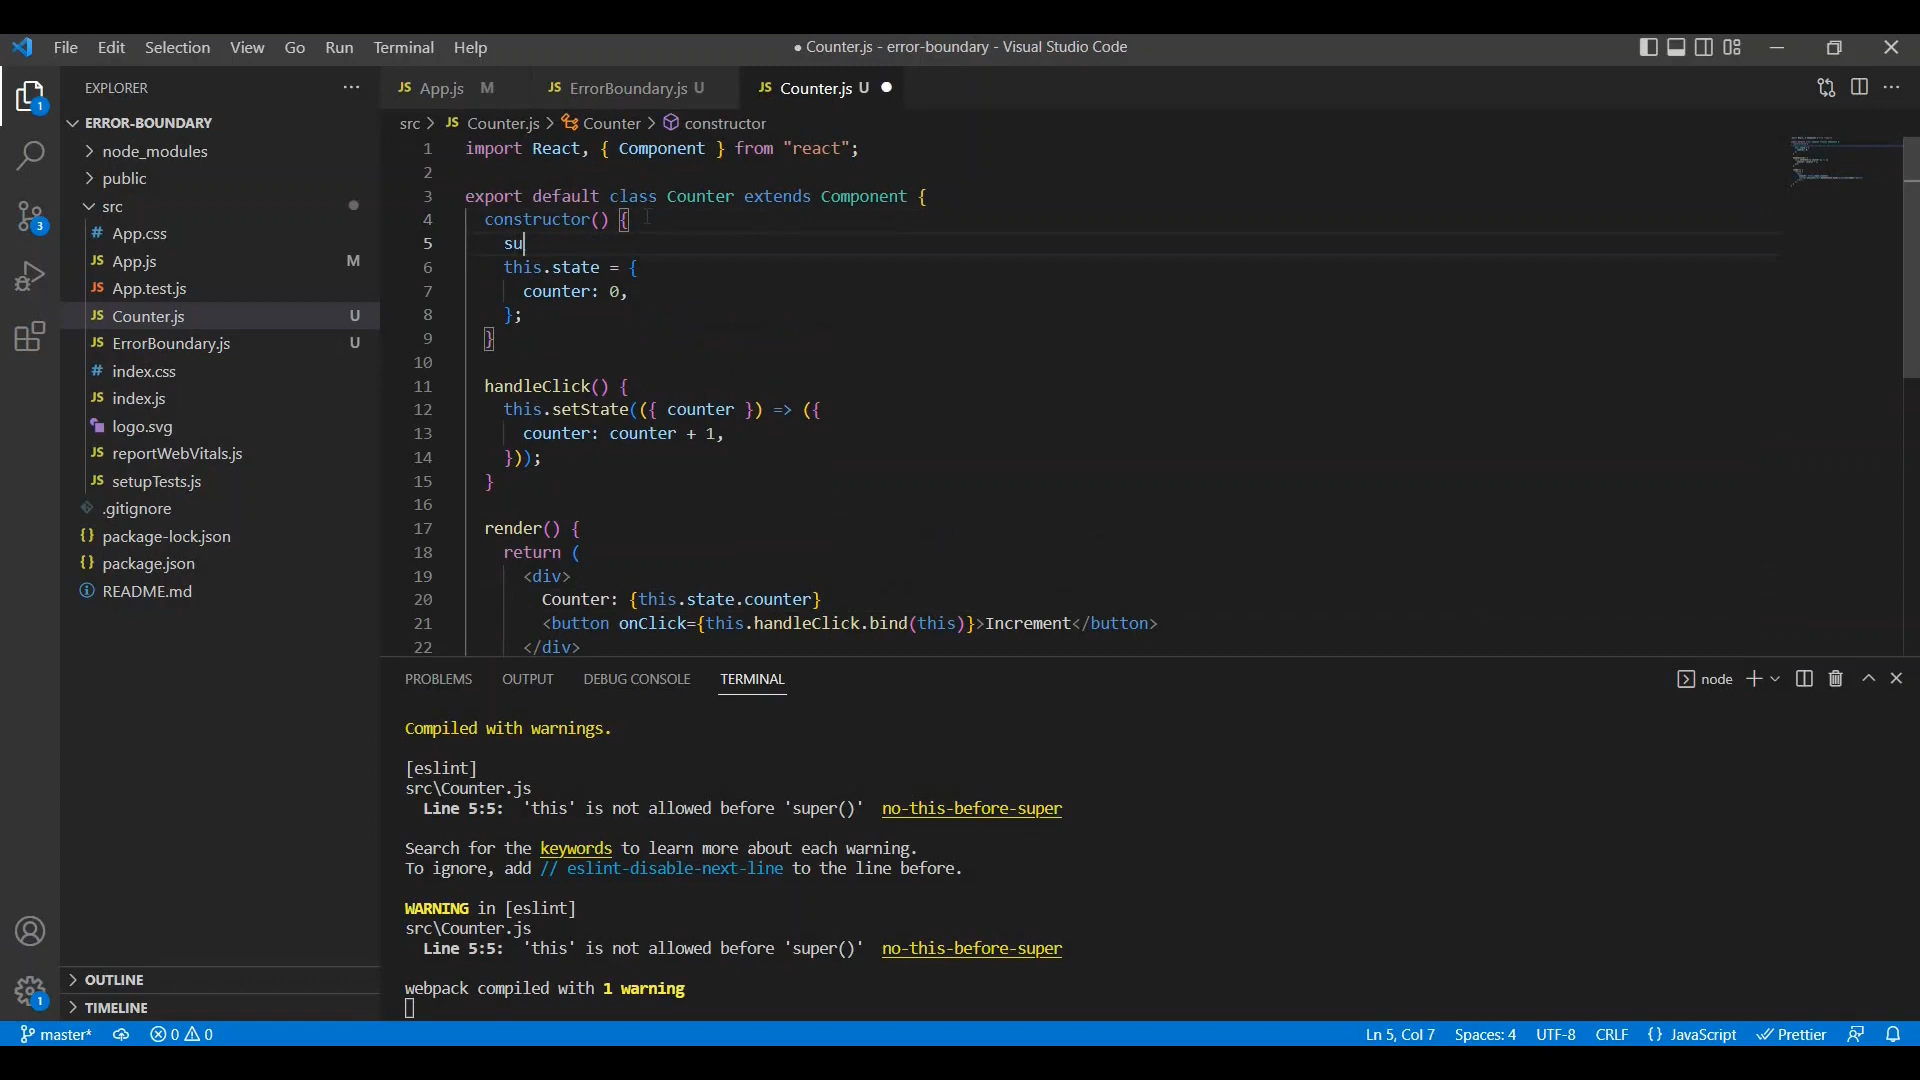 File Edit Selection View Go Run Terminal Help ● Counter.js - error-boundary - Visual Studio Code
EXPLORER ···
JS App.js M JS ErrorBoundary.js U JS Counter.js U ●
src > JS Counter.js > Counter > constructor
ERROR-BOUNDARY
node_modules
public
src
# App.css
JS App.js M
JS App.test.js
JS Counter.js U
JS ErrorBoundary.js U
# index.css
JS index.js
logo.svg
JS reportWebVitals.js
JS setupTests.js
.gitignore
{} package-lock.json
{} package.json
README.md
OUTLINE
TIMELINE
1
3
1
1 import React, { Component } from "react";
2
3 export default class Counter extends Component {
4 constructor() {
5 su
6 this.state = {
7 counter: 0,
8 };
9 }
10
11 handleClick() {
12 this.setState(({ counter }) => ({
13 counter: counter + 1,
14 }));
15 }
16
17 render() {
18 return (
19 <div>
20 Counter: {this.state.counter}
21 <button onClick={this.handleClick.bind(this)}>Increment</button>
22 </div>
PROBLEMS OUTPUT DEBUG CONSOLE TERMINAL node
Compiled with warnings.
[eslint]
src\Counter.js
Line 5:5: 'this' is not allowed before 'super()' no-this-before-super
Search for the keywords to learn more about each warning.
To ignore, add // eslint-disable-next-line to the line before.
WARNING in [eslint]
src\Counter.js
Line 5:5: 'this' is not allowed before 'super()' no-this-before-super
webpack compiled with 1 warning
master* 0 0 Ln 5, Col 7 Spaces: 4 UTF-8 CRLF {} JavaScript Prettier